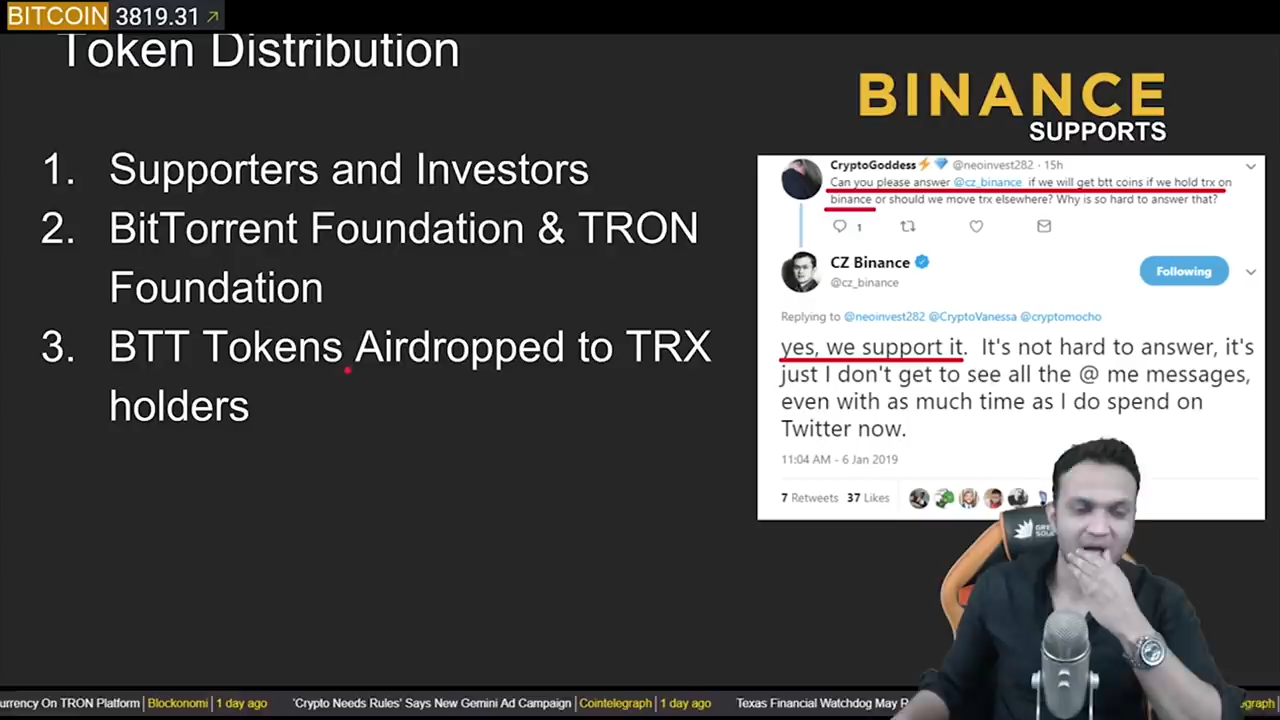 BITCOIN 3819.31
Token Distribution
1. Supporters and Investors
2. BitTorrent Foundation & TRON
Foundation
3. BTT Tokens Airdropped to TRX
holders
BINANCE
SUPPORTS
CryptoGoddess @neoinvest282 · 15h
Can you please answer @cz_binance if we will get btt coins if we hold trx on
binance or should we move trx elsewhere? Why is so hard to answer that?
1
CZ Binance
@cz_binance
Following
Replying to @neoinvest282 @CryptoVanessa @cryptomocho
yes, we support it. It's not hard to answer, it's
just I don't get to see all the @ me messages,
even with as much time as I do spend on
Twitter now.
11:04 AM - 6 Jan 2019
7 Retweets 37 Likes
On TRON Platform | Blockonomi | 1 day ago 'Crypto Needs Rules' Says New Gemini Ad Campaign | Cointelegraph | 1 day ago Texas Financial Watchdog May